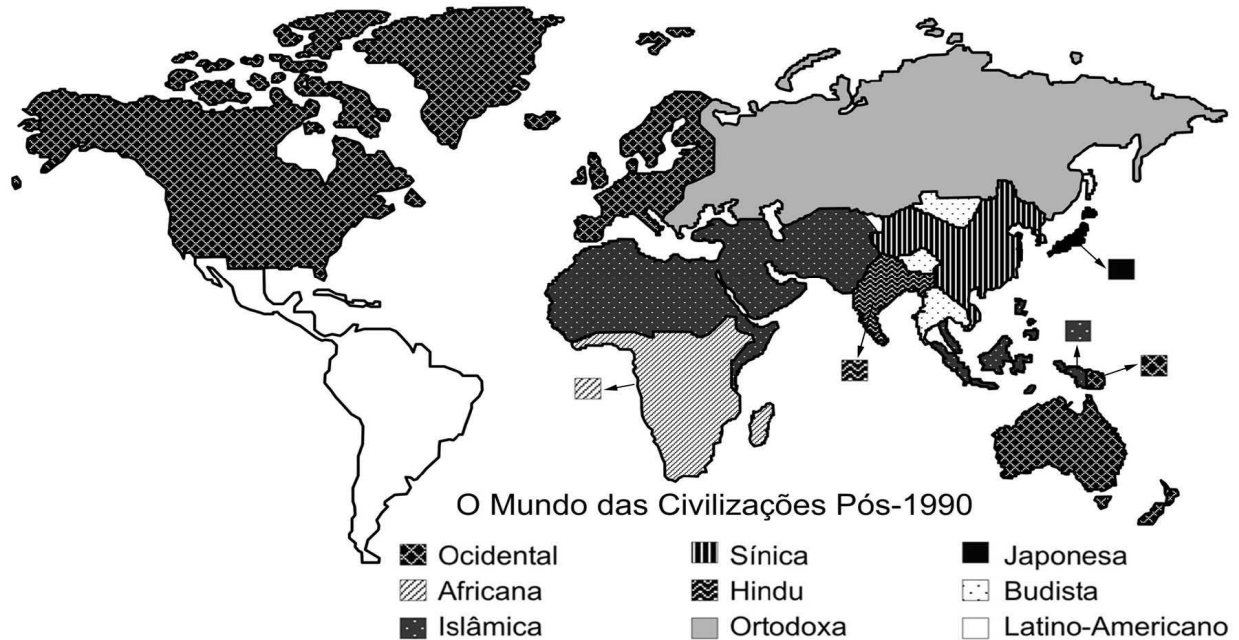 O Mundo das Civilizações Pós-1990
Ocidental
Sínica
Japonesa
Africana
Hindu
Budista
Islâmica
Ortodoxa
Latino-Americano